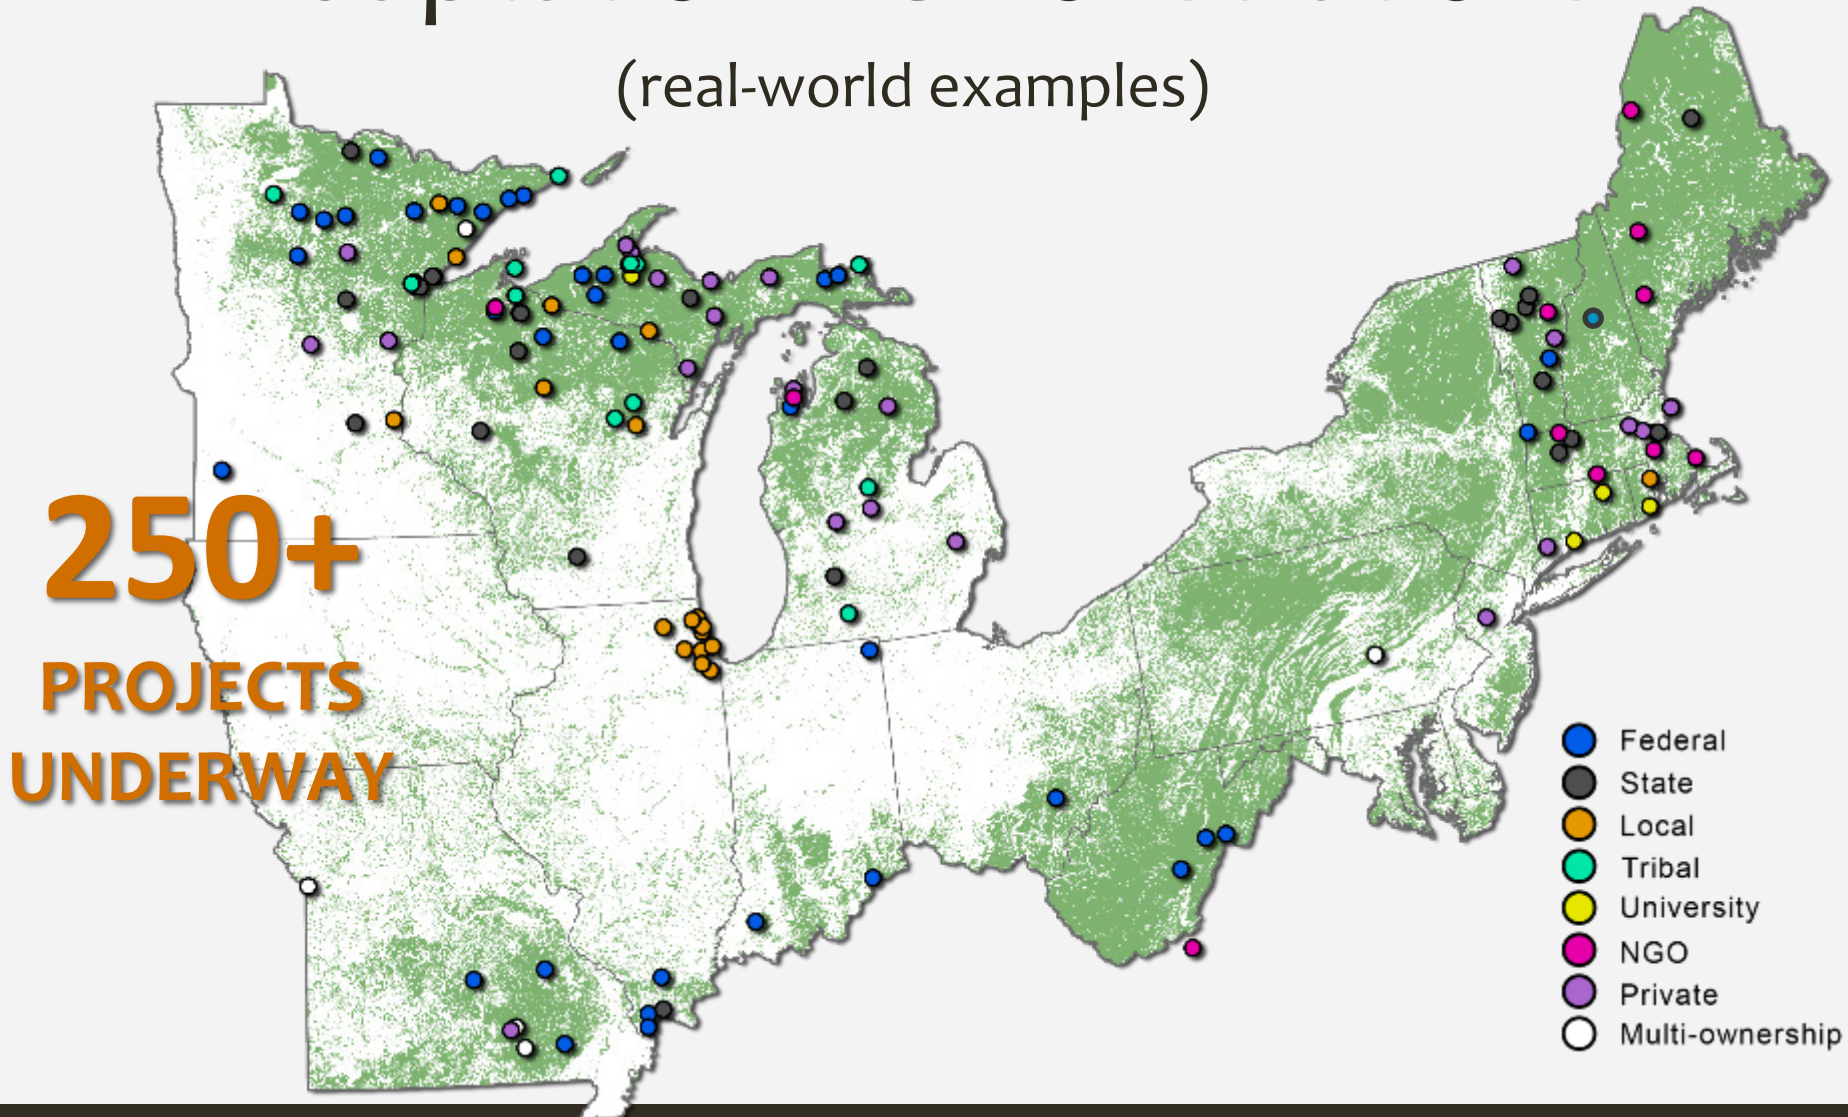 (real-world examples)
250+
PROJECTS
UNDERWAY
Federal
State
Local
Tribal
University
NGO
Private
Multi-ownership